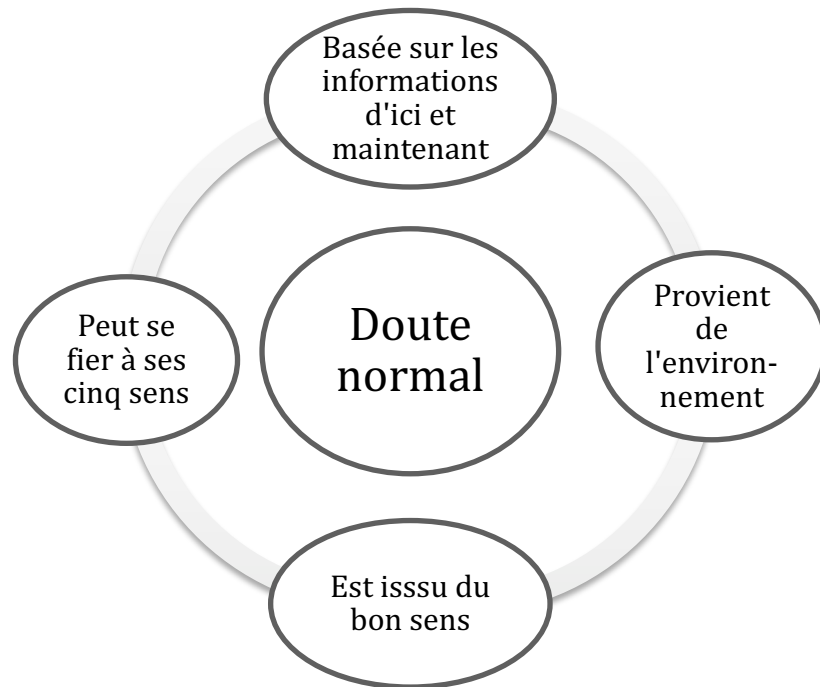 Basée sur les
informations
d'ici et
maintenant
Peut se
fier à ses
cinq sens
Doute
normal
Provient
de
l'environ-
nement
Est isssu du
bon sens